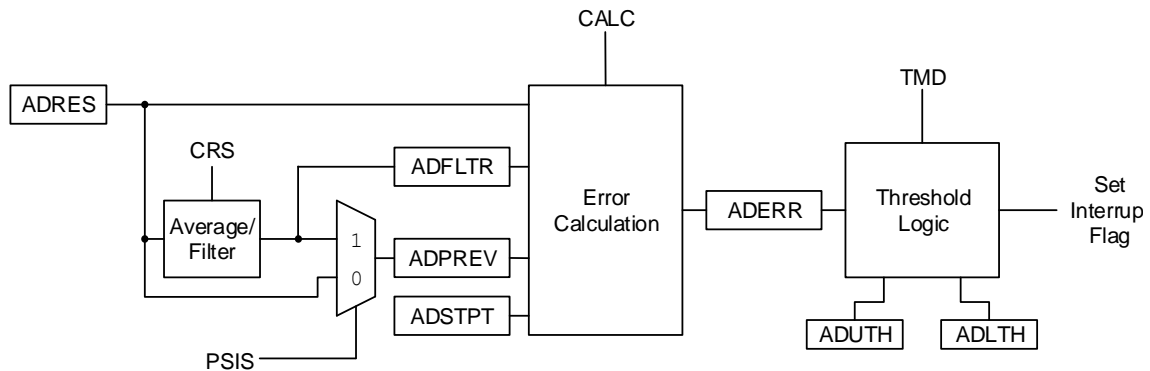 CALC
TMD
ADRES
CRS
ADFLTR
Average/
Filter
1
0
ADPREV
ADSTPT
PSIS
Error
Calculation
ADERR
Threshold
Logic
Set
Interrup
Flag
ADUTH
ADLTH